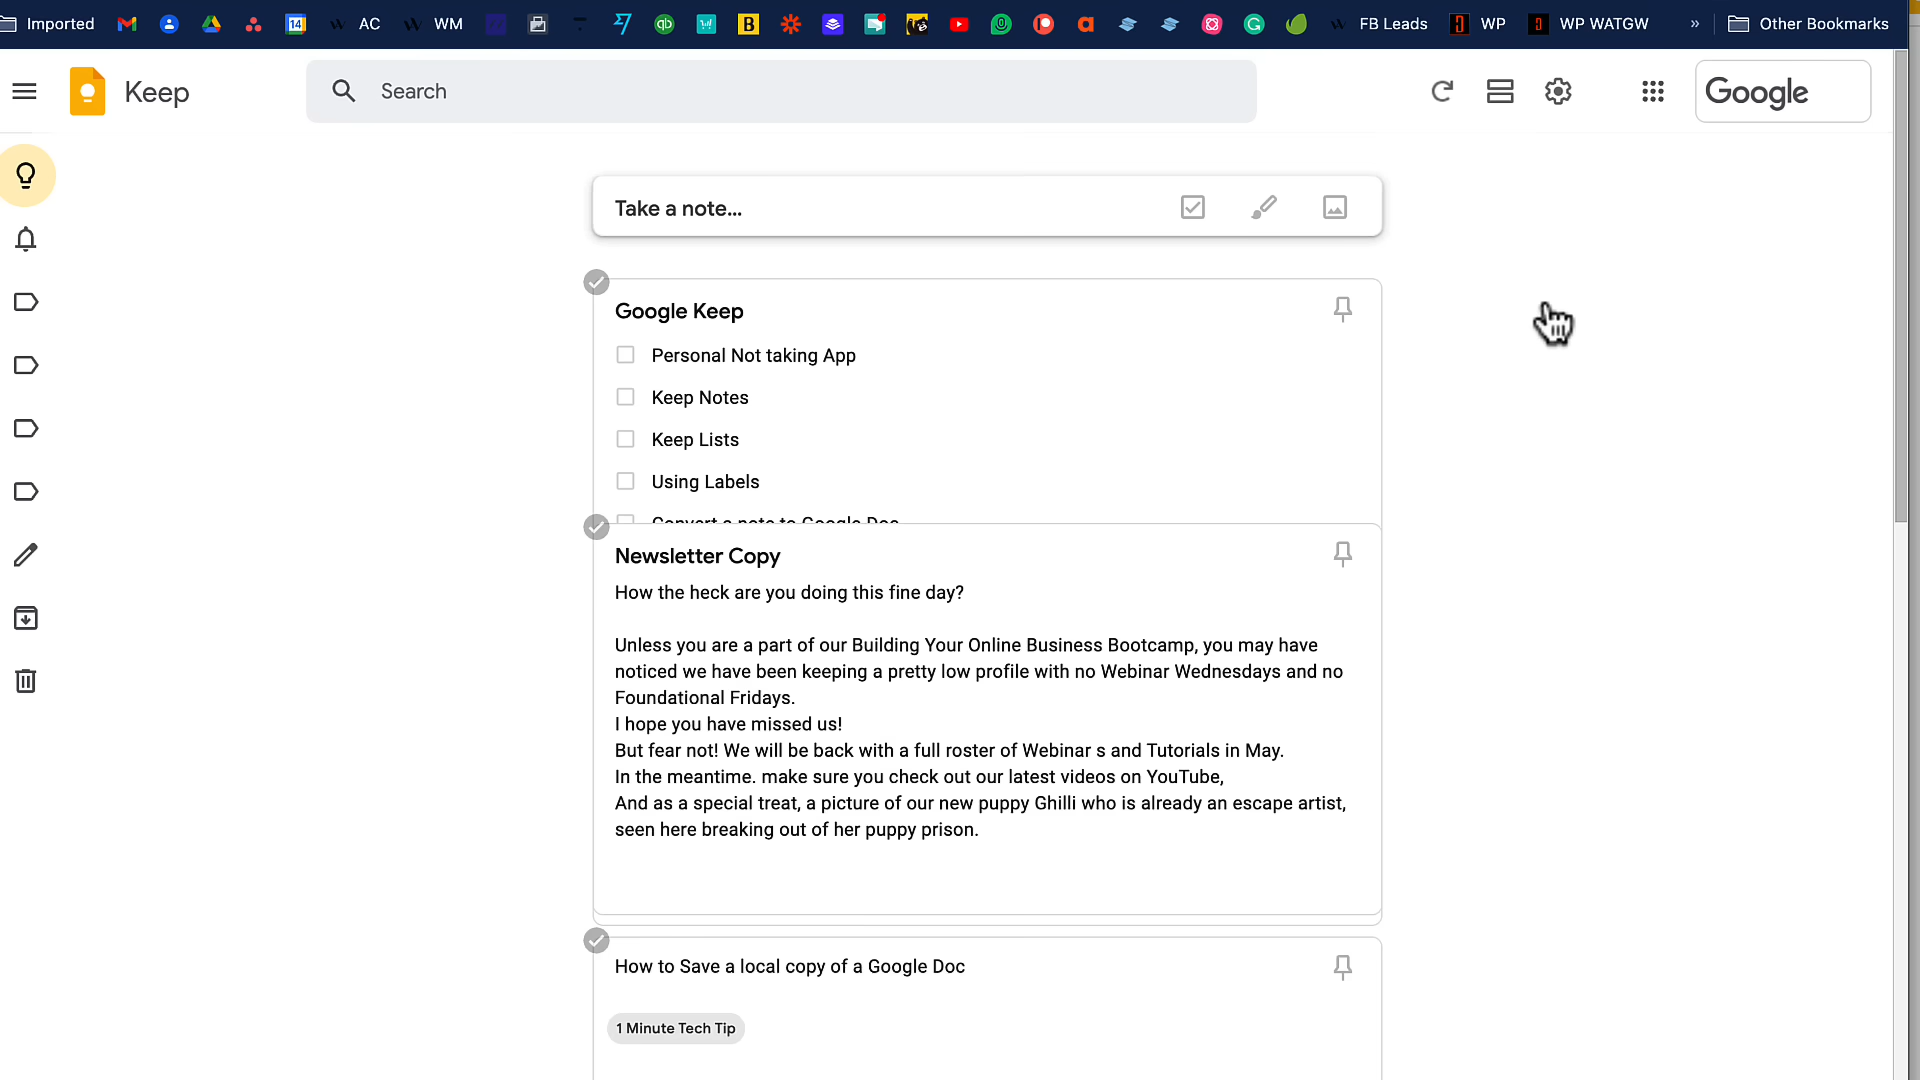 Imported
14
AC
WM
FB Leads
WP
WP WATGW
»
Other Bookmarks
Keep
Search
Google
Take a note...
Google Keep
Personal Not taking App
Keep Notes
Keep Lists
Using Labels
Convert a note to Google Doc
Newsletter Copy
How the heck are you doing this fine day?
Unless you are a part of our Building Your Online Business Bootcamp, you may have
noticed we have been keeping a pretty low profile with no Webinar Wednesdays and no
Foundational Fridays.
I hope you have missed us!
But fear not! We will be back with a full roster of Webinar s and Tutorials in May.
In the meantime. make sure you check out our latest videos on YouTube,
And as a special treat, a picture of our new puppy Ghilli who is already an escape artist,
seen here breaking out of her puppy prison.
How to Save a local copy of a Google Doc
1 Minute Tech Tip